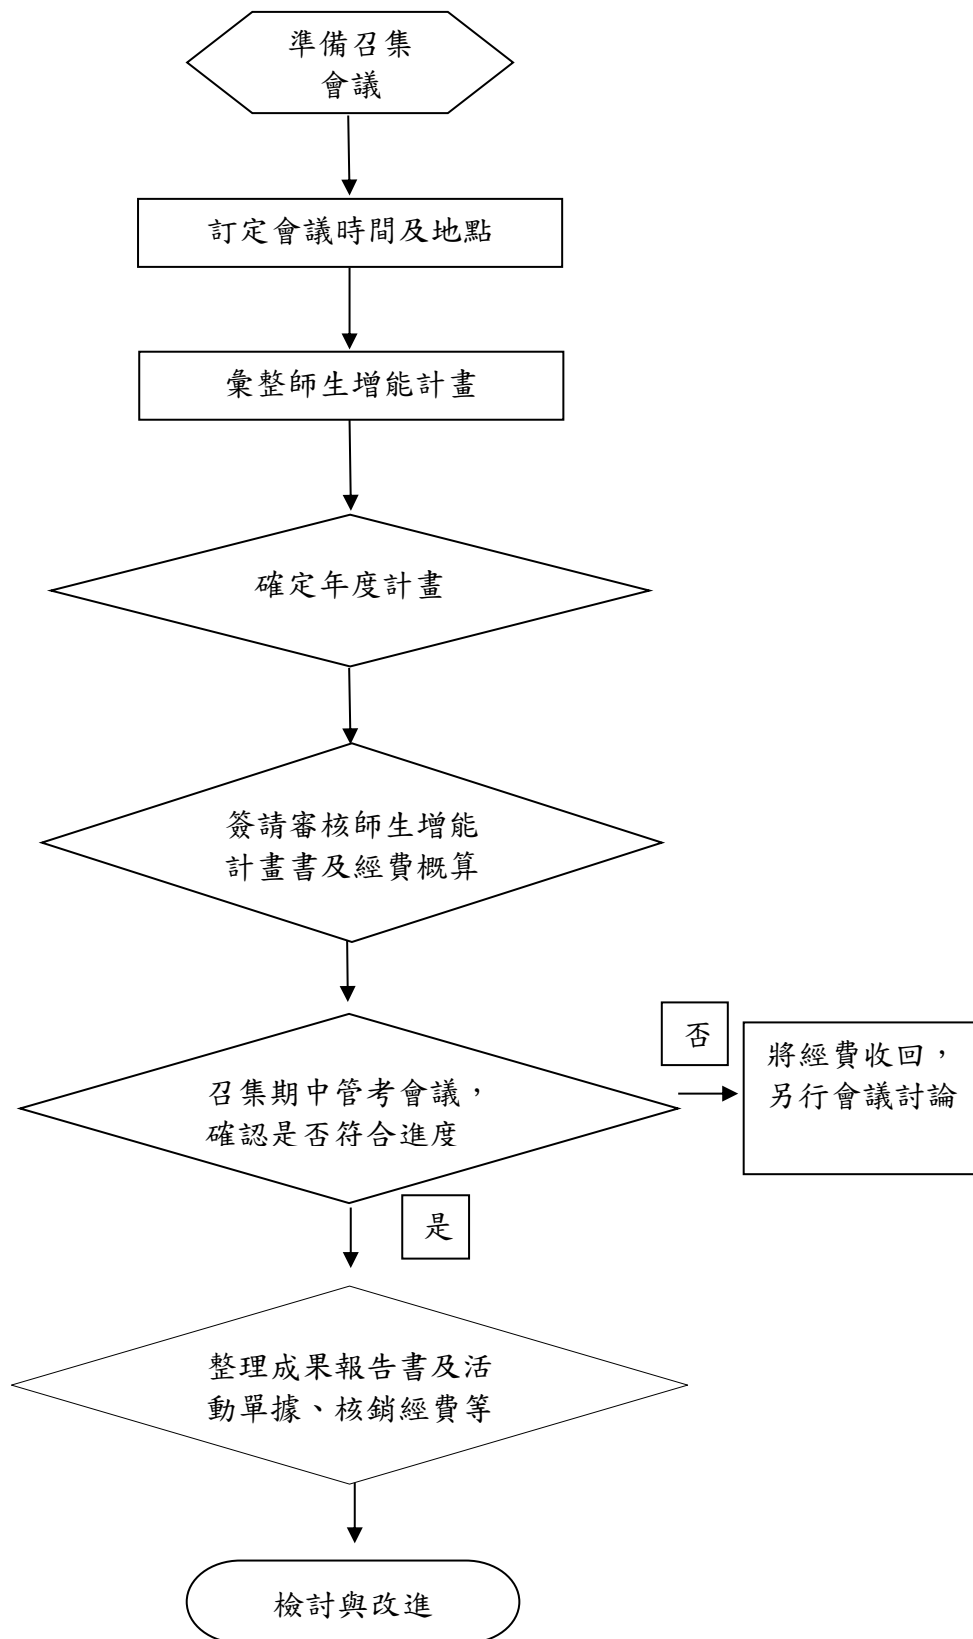 準備召集
會議
訂定會議時間及地點
彙整師生增能計畫
確定年度計畫
簽請審核師生增能
計畫書及經費概算
召集期中管考會議，
確認是否符合進度
否
將經費收回，
另行會議討論
是
整理成果報告書及活
動單據、核銷經費等
檢討與改進